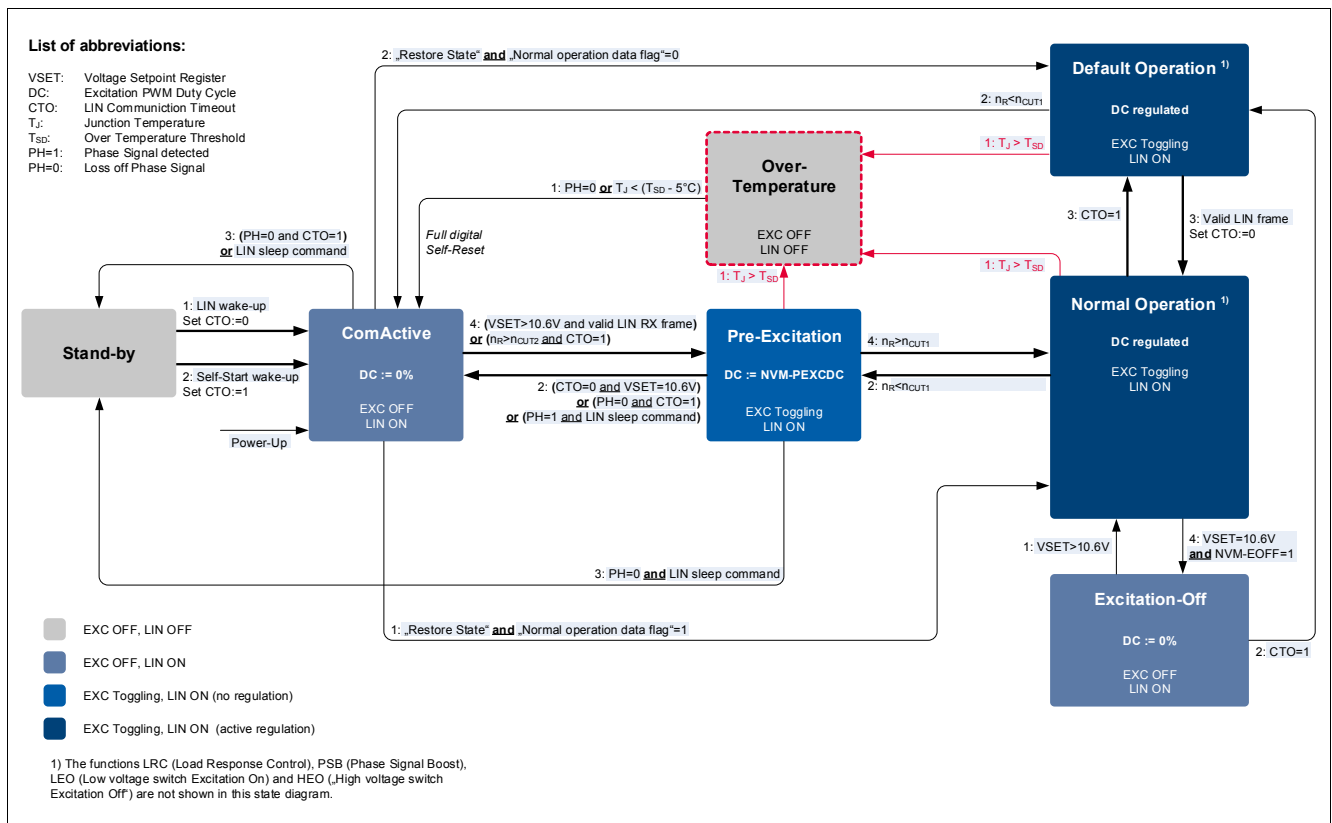 List of abbreviations:
VSET: Voltage Setpoint Register
DC: Excitation PWM Duty Cycle
CTO: LIN Communiction Timeout
TJ: Junction Temperature
TSD: Over Temperature Threshold
PH=1: Phase Signal detected
PH=0: Loss off Phase Signal
2: „Restore State“ and „Normal operation data flag“=0
Default Operation 1)
DC regulated
EXC Toggling
LIN ON
2: nR<nCUT1
1: TJ > TSD
Over-
Temperature
EXC OFF
LIN OFF
1: PH=0 or TJ < (TSD - 5°C)
Full digital
Self-Reset
3: CTO=1
3: Valid LIN frame
Set CTO:=0
3: (PH=0 and CTO=1)
or LIN sleep command
1: TJ > TSD
1: TJ > TSD
Stand-by
1: LIN wake-up
Set CTO:=0
2: Self-Start wake-up
Set CTO:=1
Power-Up
ComActive
DC := 0%
EXC OFF
LIN ON
4: (VSET>10.6V and valid LIN RX frame)
or (nR>nCUT2 and CTO=1)
2: (CTO=0 and VSET=10.6V)
or (PH=0 and CTO=1)
or (PH=1 and LIN sleep command)
Pre-Excitation
DC := NVM-PEXCDC
EXC Toggling
LIN ON
4: nR>nCUT1
2: nR<nCUT1
Normal Operation 1)
DC regulated
EXC Toggling
LIN ON
1: VSET>10.6V
4: VSET=10.6V
and NVM-EOFF=1
3: PH=0 and LIN sleep command
1: „Restore State“ and „Normal operation data flag“=1
Excitation-Off
DC := 0%
EXC OFF
LIN ON
2: CTO=1
EXC OFF, LIN OFF
EXC OFF, LIN ON
EXC Toggling, LIN ON (no regulation)
EXC Toggling, LIN ON (active regulation)
1) The functions LRC (Load Response Control), PSB (Phase Signal Boost),
LEO (Low voltage switch Excitation On) and HEO („High voltage switch
Excitation Off“) are not shown in this state diagram.